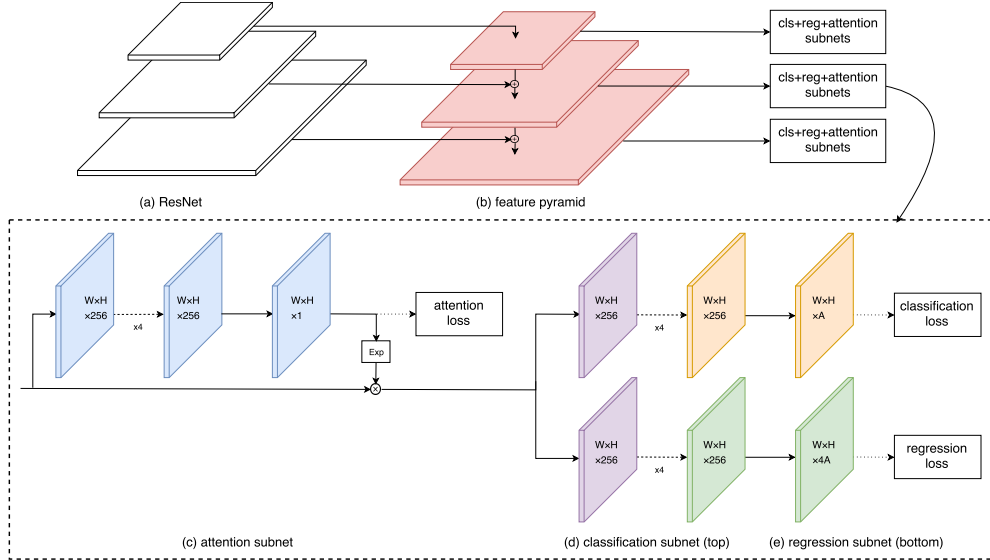 cls+reg+attention
subnets
cls+reg+attention
subnets
cls+reg+attention
subnets
+
+
(a) ResNet
(b) feature pyramid
W×H
×256
x4
W×H
×256
W×H
×1
attention
loss
Exp
×
W×H
×256
x4
W×H
×256
W×H
×A
classification
loss
W×H
×256
x4
W×H
×256
W×H
×4A
regression
loss
(c) attention subnet
(d) classification subnet (top)
(e) regression subnet (bottom)